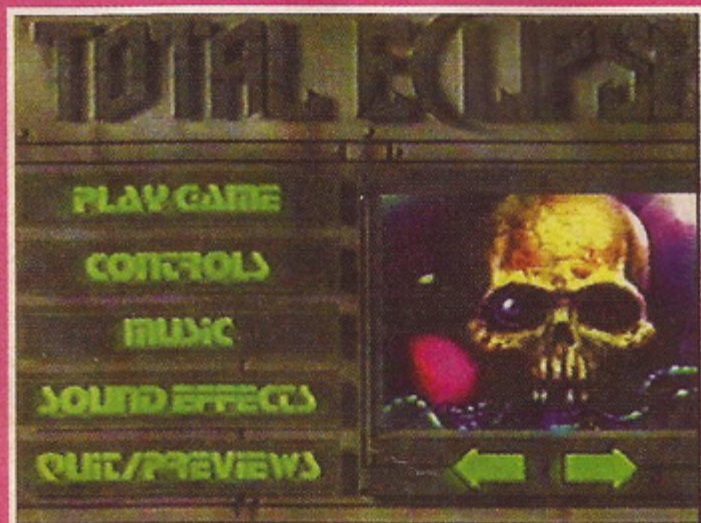 TOTAL ECLIPSE
PLAY GAME
CONTROLS
MUSIC
SOUND EFFECTS
QUIT/PREVIEWS